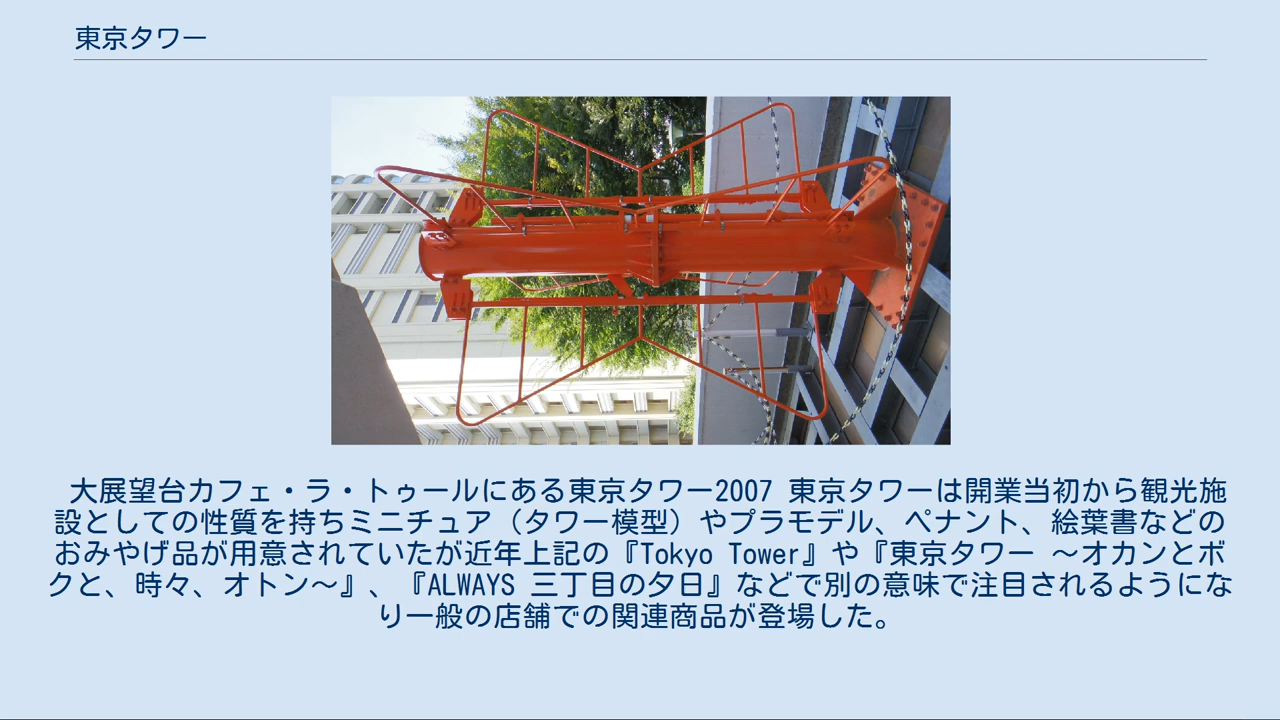 東京タワー
大展望台カフェ・ラ・トゥールにある東京タワー2007 東京タワーは開業当初から観光施
設としての性質を持ちミニチュア（タワー模型）やプラモデル、ペナント、絵葉書などの
おみやげ品が用意されていたが近年上記の『Tokyo Tower』や『東京タワー 〜オカンとボ
クと、時々、オトン〜』、『ALWAYS 三丁目の夕日』などで別の意味で注目されるようにな
り一般の店舗での関連商品が登場した。